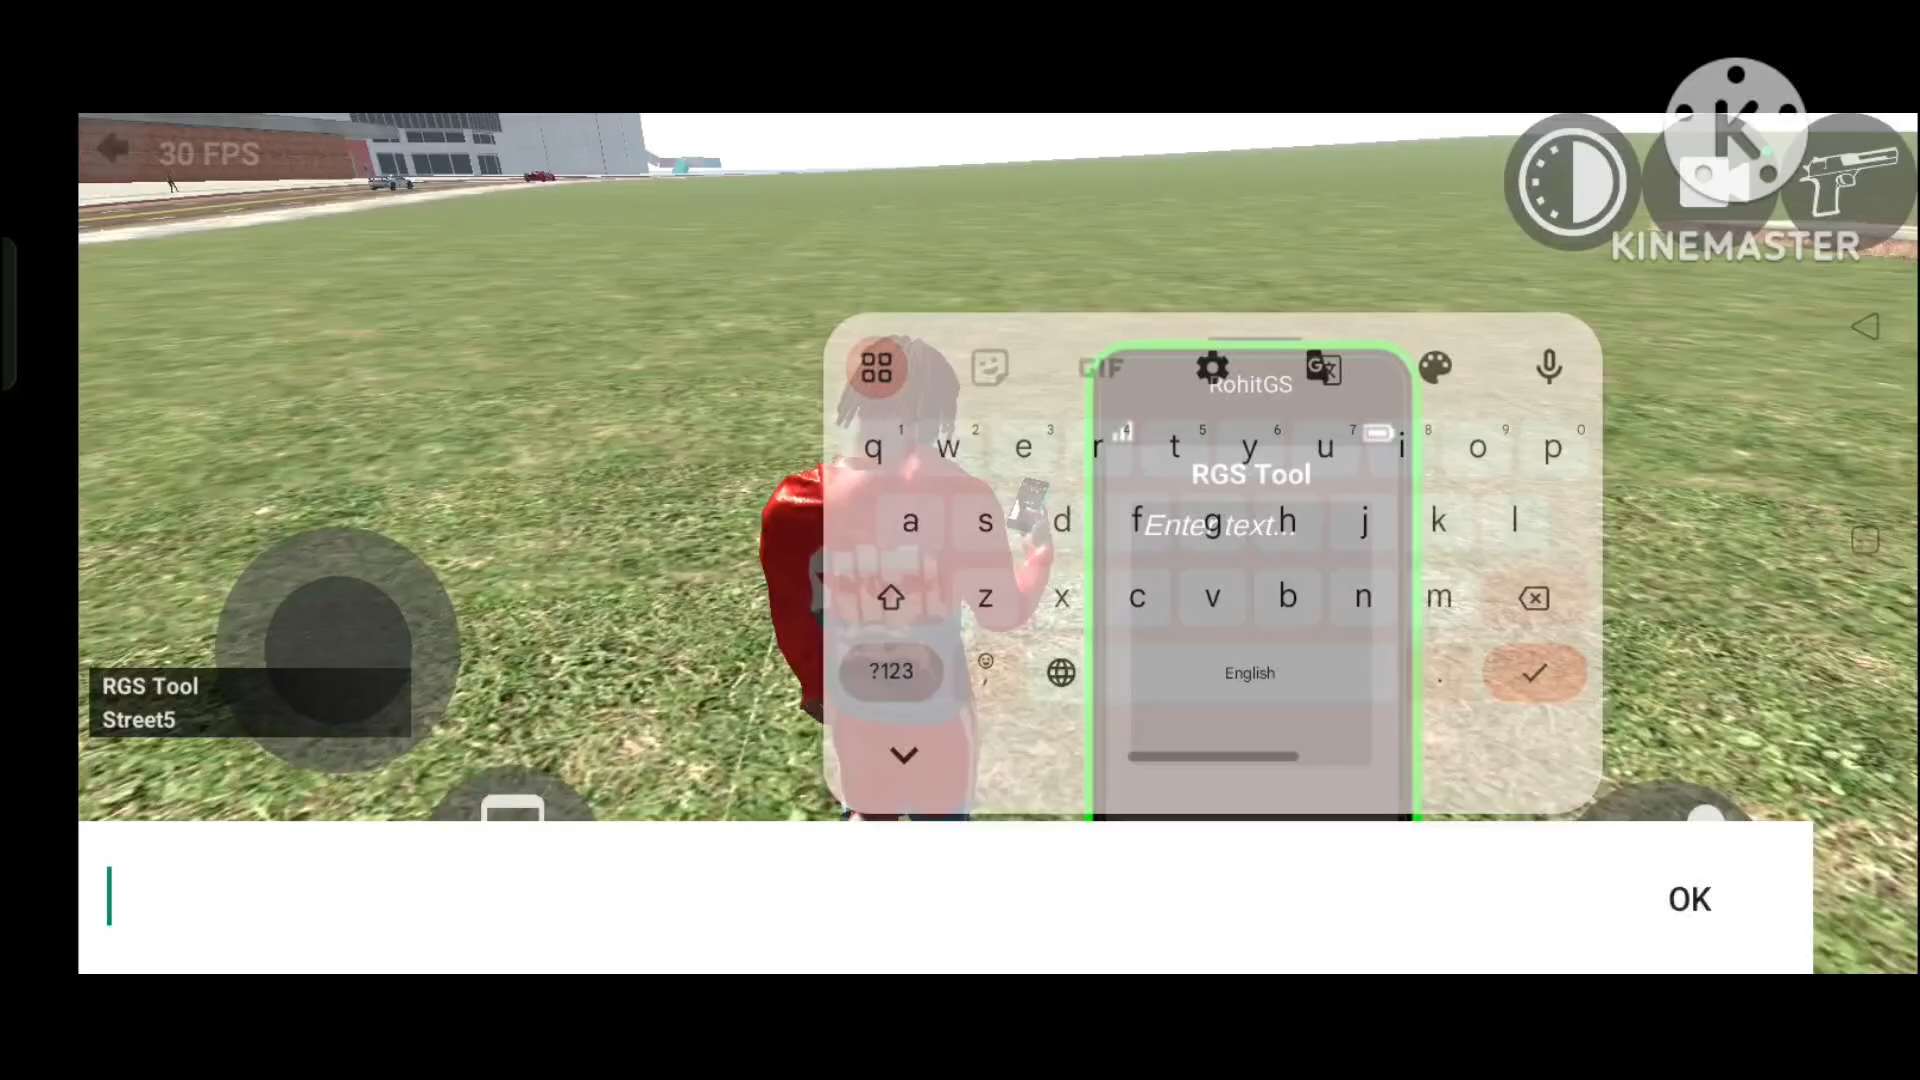 30 FPS
KINEMASTER
GIF
RohitGS
q 1 w 2 e 3 r 4 t 5 y 6 u 7 i 8 o 9 p 0
RGS Tool
a s d f g h j k l
Enter text...
z x c v b n m
?123 , English .
RGS Tool
Street5
OK